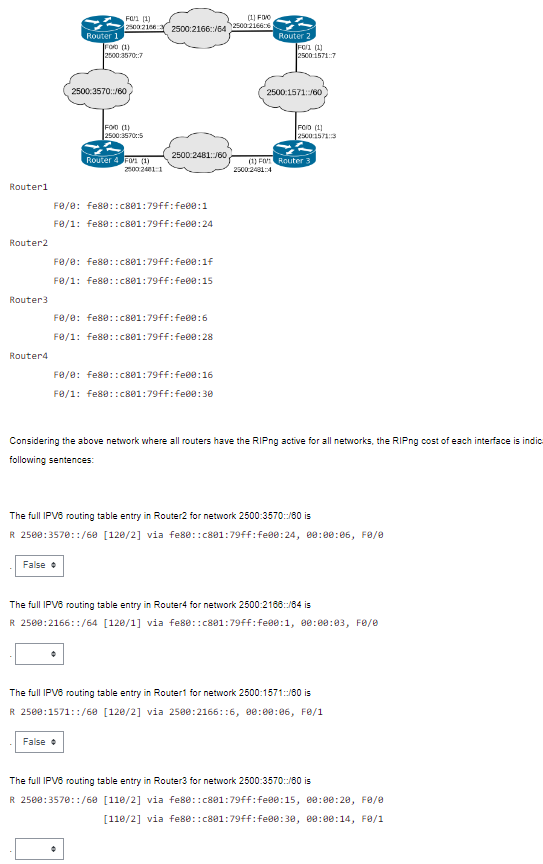 F0/1 (1)
2500:2166::3
2500:2166::/64
(1) F0/0
2500:2166::6
Router 1
Router 2
F0/0 (1)
2500:3570::7
F0/1 (1)
2500:1571::7
2500:3570::/60
2500:1571::/60
F0/0 (1)
2500:3570::5
F0/0 (1)
2500:1571::3
Router 4
F0/1 (1)
2500:2481::1
2500:2481::/60
(1) F0/1
2500:2481::4
Router 3
Router1
F0/0: fe80::c801:79ff:fe00:1
F0/1: fe80::c801:79ff:fe00:24
Router2
F0/0: fe80::c801:79ff:fe00:1f
F0/1: fe80::c801:79ff:fe00:15
Router3
F0/0: fe80::c801:79ff:fe00:6
F0/1: fe80::c801:79ff:fe00:28
Router4
F0/0: fe80::c801:79ff:fe00:16
F0/1: fe80::c801:79ff:fe00:30
Considering the above network where all routers have the RIPng active for all networks, the RIPng cost of each interface is indic
following sentences:
The full IPV6 routing table entry in Router2 for network 2500:3570::/60 is
R 2500:3570::/60 [120/2] via fe80::c801:79ff:fe00:24, 00:00:06, F0/0
. False
The full IPV6 routing table entry in Router4 for network 2500:2166::/64 is
R 2500:2166::/64 [120/1] via fe80::c801:79ff:fe00:1, 00:00:03, F0/0
.
The full IPV6 routing table entry in Router1 for network 2500:1571::/60 is
R 2500:1571::/60 [120/2] via 2500:2166::6, 00:00:06, F0/1
. False
The full IPV6 routing table entry in Router3 for network 2500:3570::/60 is
R 2500:3570::/60 [110/2] via fe80::c801:79ff:fe00:15, 00:00:20, F0/0
[110/2] via fe80::c801:79ff:fe00:30, 00:00:14, F0/1
.